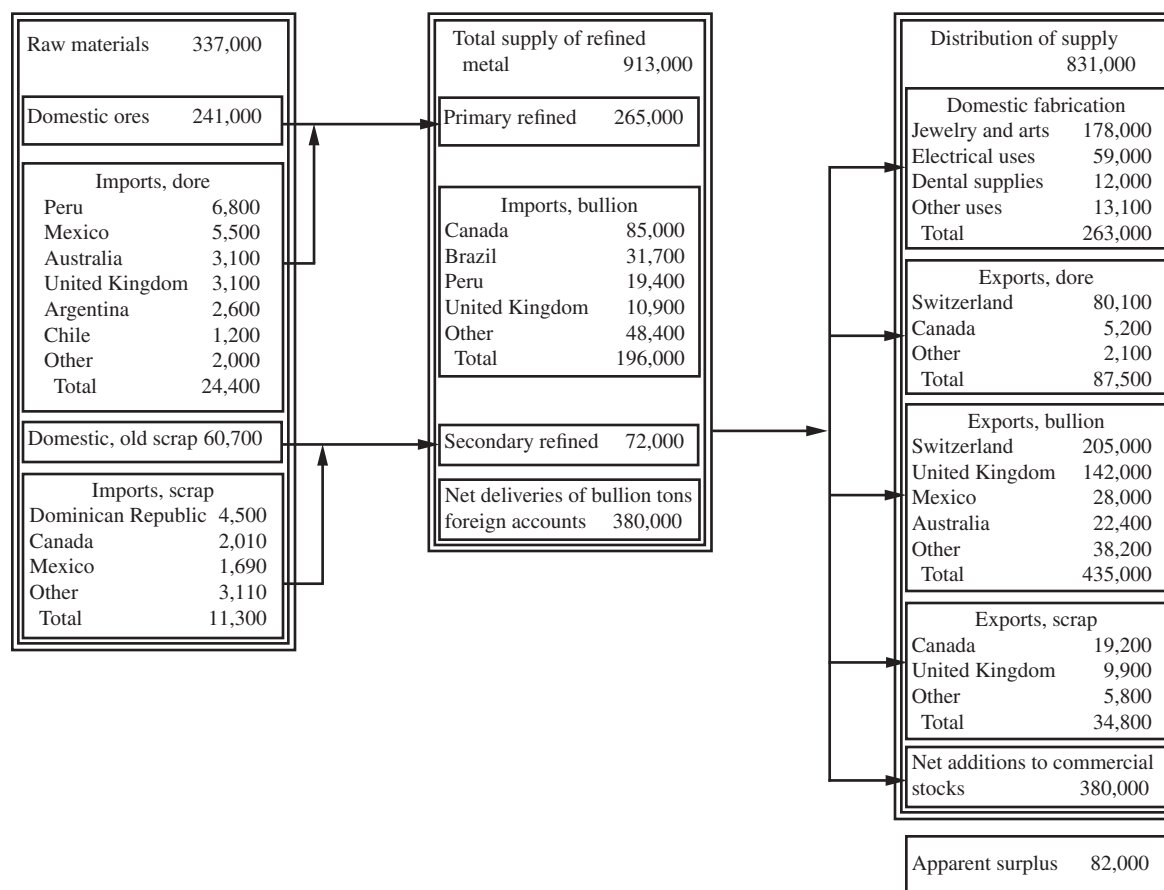 Raw materials 337,000
Domestic ores 241,000
Imports, dore
Peru 6,800
Mexico 5,500
Australia 3,100
United Kingdom 3,100
Argentina 2,600
Chile 1,200
Other 2,000
Total 24,400
Domestic, old scrap 60,700
Imports, scrap
Dominican Republic 4,500
Canada 2,010
Mexico 1,690
Other 3,110
Total 11,300
Total supply of refined
metal 913,000
Primary refined 265,000
Imports, bullion
Canada 85,000
Brazil 31,700
Peru 19,400
United Kingdom 10,900
Other 48,400
Total 196,000
Secondary refined 72,000
Net deliveries of bullion tons
foreign accounts 380,000
Distribution of supply
831,000
Domestic fabrication
Jewelry and arts 178,000
Electrical uses 59,000
Dental supplies 12,000
Other uses 13,100
Total 263,000
Exports, dore
Switzerland 80,100
Canada 5,200
Other 2,100
Total 87,500
Exports, bullion
Switzerland 205,000
United Kingdom 142,000
Mexico 28,000
Australia 22,400
Other 38,200
Total 435,000
Exports, scrap
Canada 19,200
United Kingdom 9,900
Other 5,800
Total 34,800
Net additions to commercial
stocks 380,000
Apparent surplus 82,000